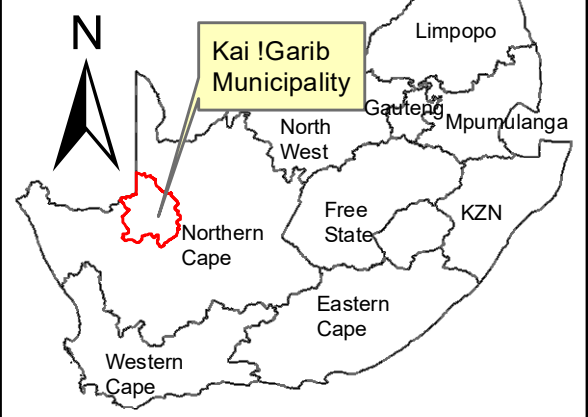 N
Limpopo
Kai !Garib
Municipality
Gauteng
Mpumulanga
North
West
Free
State
KZN
Northern
Cape
Eastern
Cape
Western
Cape